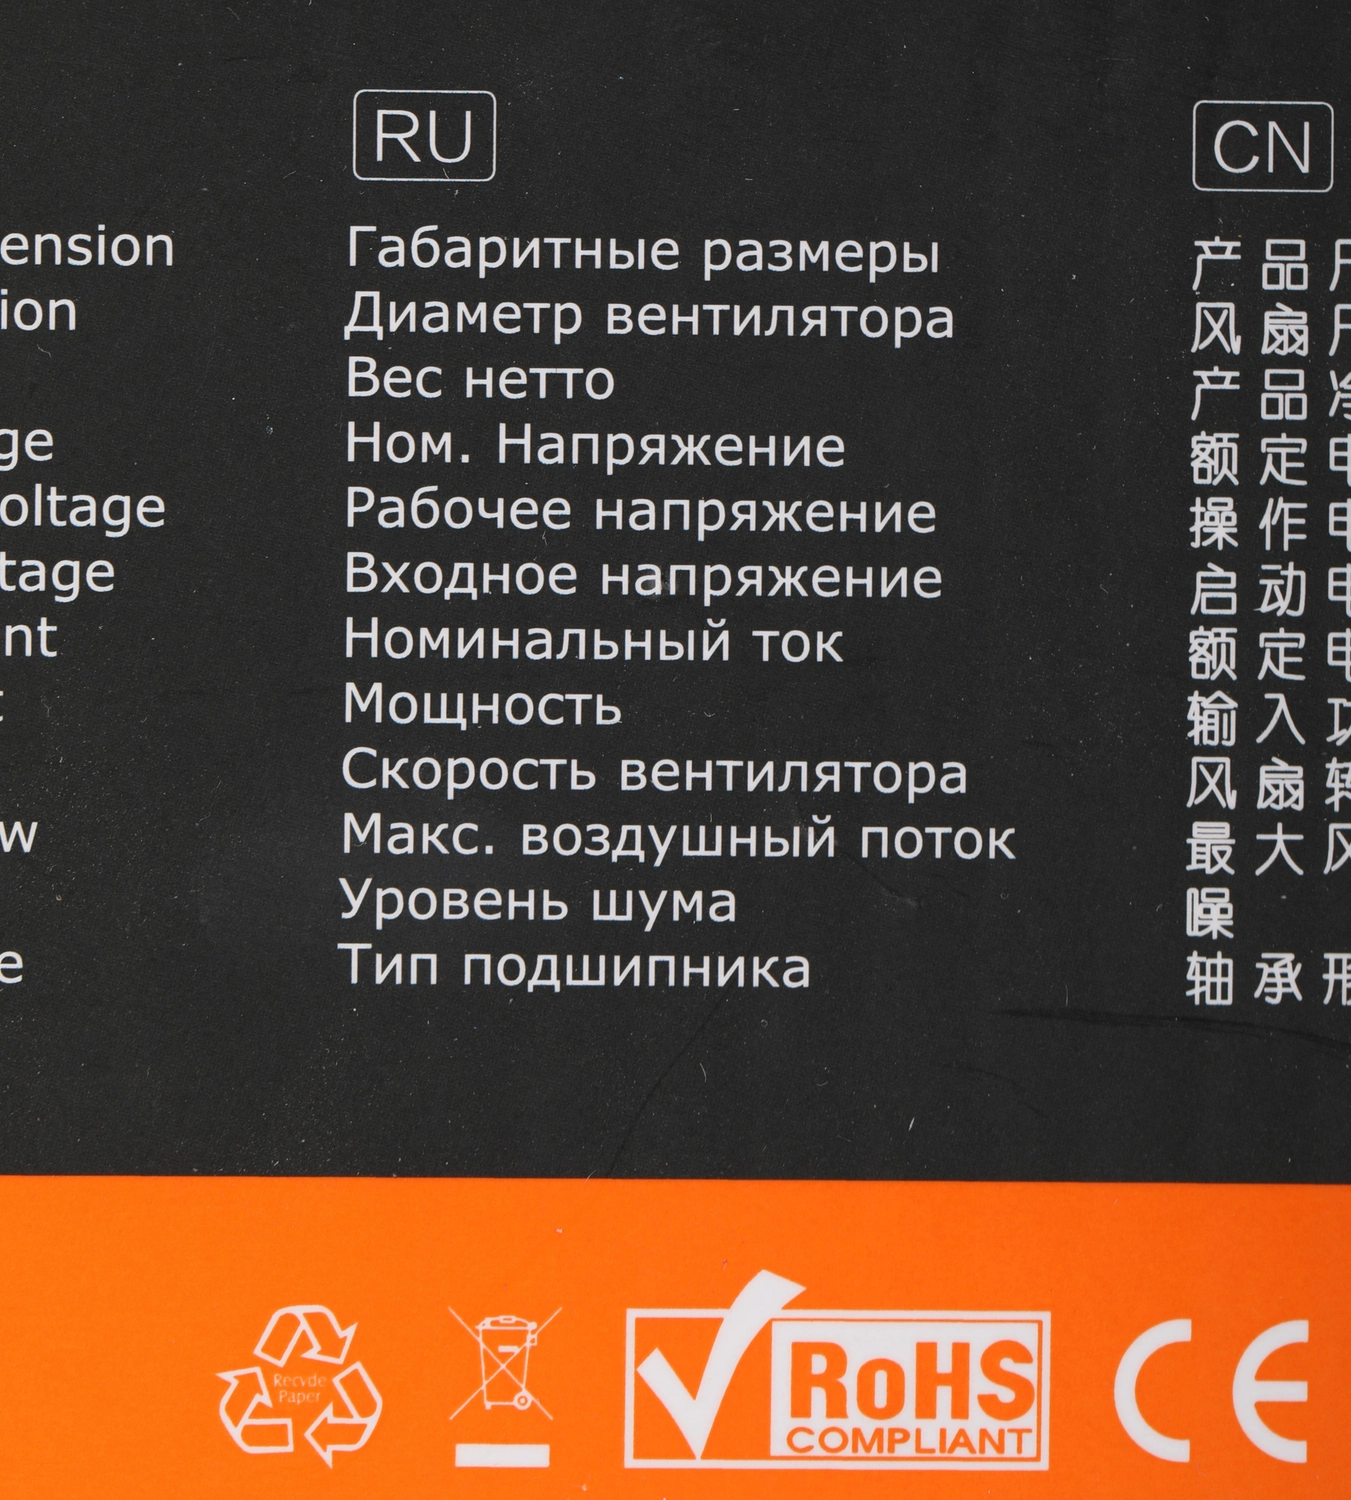 RU
CN
ension
ion
ge
oltage
tage
nt
t
w
e
Габаритные размеры
Диаметр вентилятора
Вес нетто
Ном. Напряжение
Рабочее напряжение
Входное напряжение
Номинальный ток
Мощность
Скорость вентилятора
Макс. воздушный поток
Уровень шума
Тип подшипника
产品
风扇
产品
额定
操作
启动
额定
输入
风扇
最大
噪
轴承
Recycle
Paper
RoHS
COMPLIANT
CE